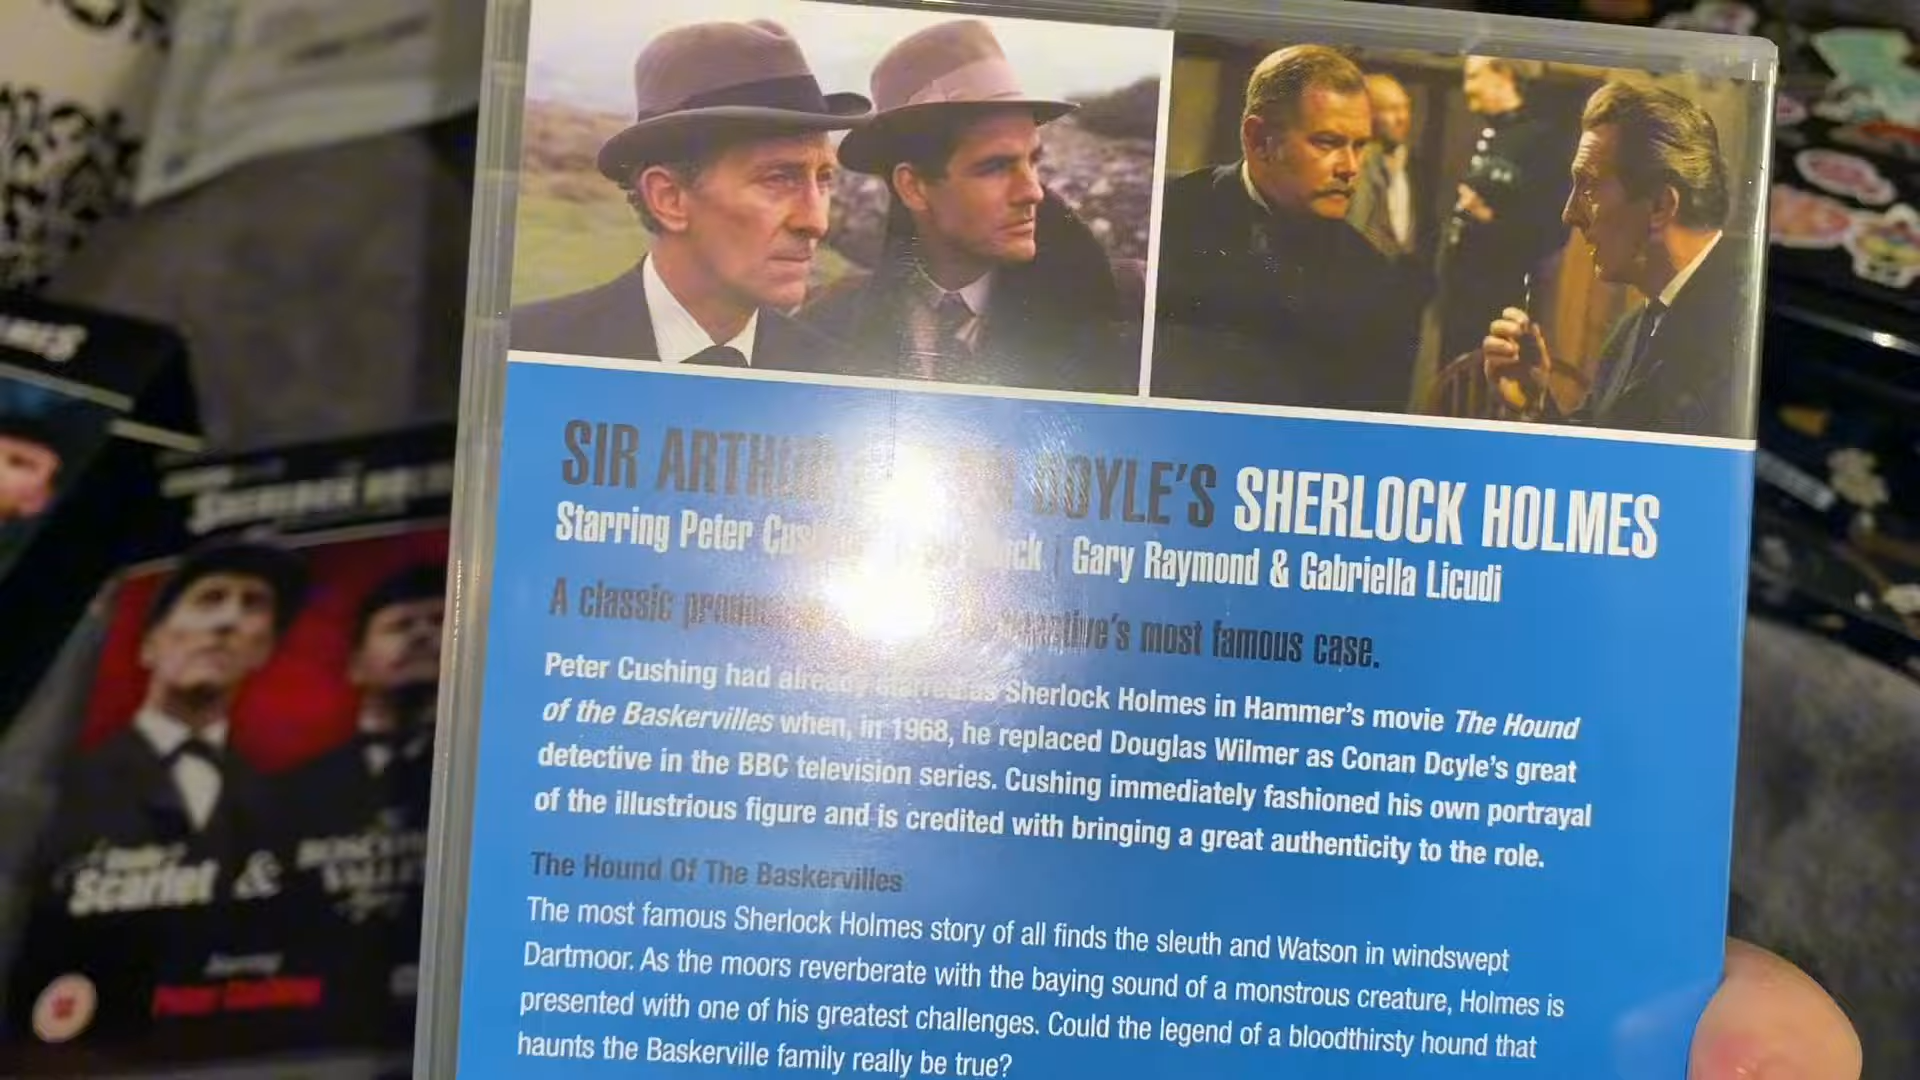 SIR ARTHUR DOYLE'S SHERLOCK HOLMES
Starring Peter Gary Raymond & Gabriella Licudi
A classic most famous case.
Peter Cushing had already starred as Sherlock Holmes in Hammer's movie The Hound
of the Baskervilles when, in 1968, he replaced Douglas Wilmer as Conan Doyle's great
detective in the BBC television series. Cushing immediately fashioned his own portrayal
of the illustrious figure and is credited with bringing a great authenticity to the role.
The Hound Of The Baskervilles
The most famous Sherlock Holmes story of all finds the sleuth and Watson in windswept
Dartmoor. As the moors reverberate with the baying sound of a monstrous creature, Holmes is
presented with one of his greatest challenges. Could the legend of a bloodthirsty hound that
haunts the Baskerville family really be true?
Scarlet &
Peter Cushing